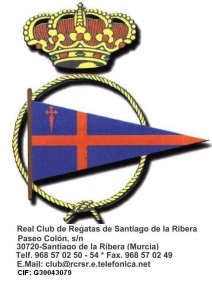 Real Club de Regatas de Santiago de la Ribera
Paseo Colón, s/n
30720-Santiago de la Ribera (Murcia)
Telf. 968 57 02 50 - 54 * Fax. 968 57 02 49
E.Mail: club@rcrsr.e.telefonica.net
CIF: G30043079